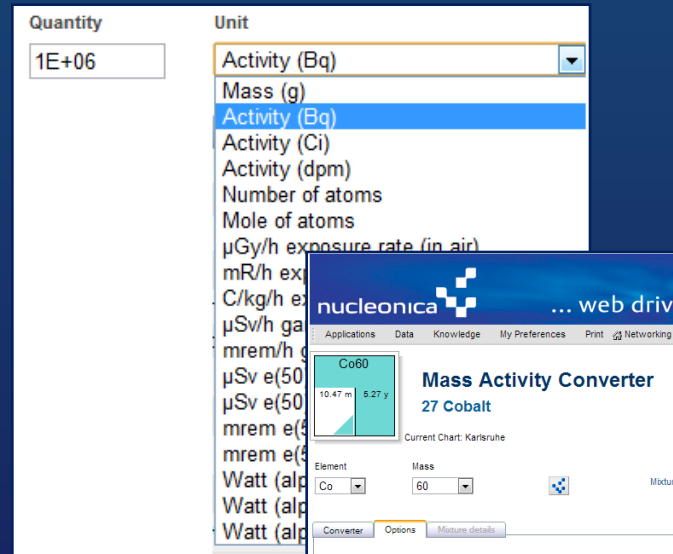 Quantity Unit
1E+06 Activity (Bq)
Mass (g)
Activity (Bq)
Activity (Ci)
Activity (dpm)
Number of atoms
Mole of atoms
µGy/h exposure rate (in air)
mR/h exp
C/kg/h ex
µSv/h ga
mrem/h g
µSv e(50
µSv e(50
mrem e(5
mrem e(5
Watt (alp
Watt (alp
Watt (alp
nucleonica ... web driv
Applications Data Knowledge My Preferences Print Networking
Co60
10.47 m 5.27 y
Mass Activity Converter
27 Cobalt
Current Chart: Karlsruhe
Element Mass
Co 60 Mixtu
Converter Options Mixture details